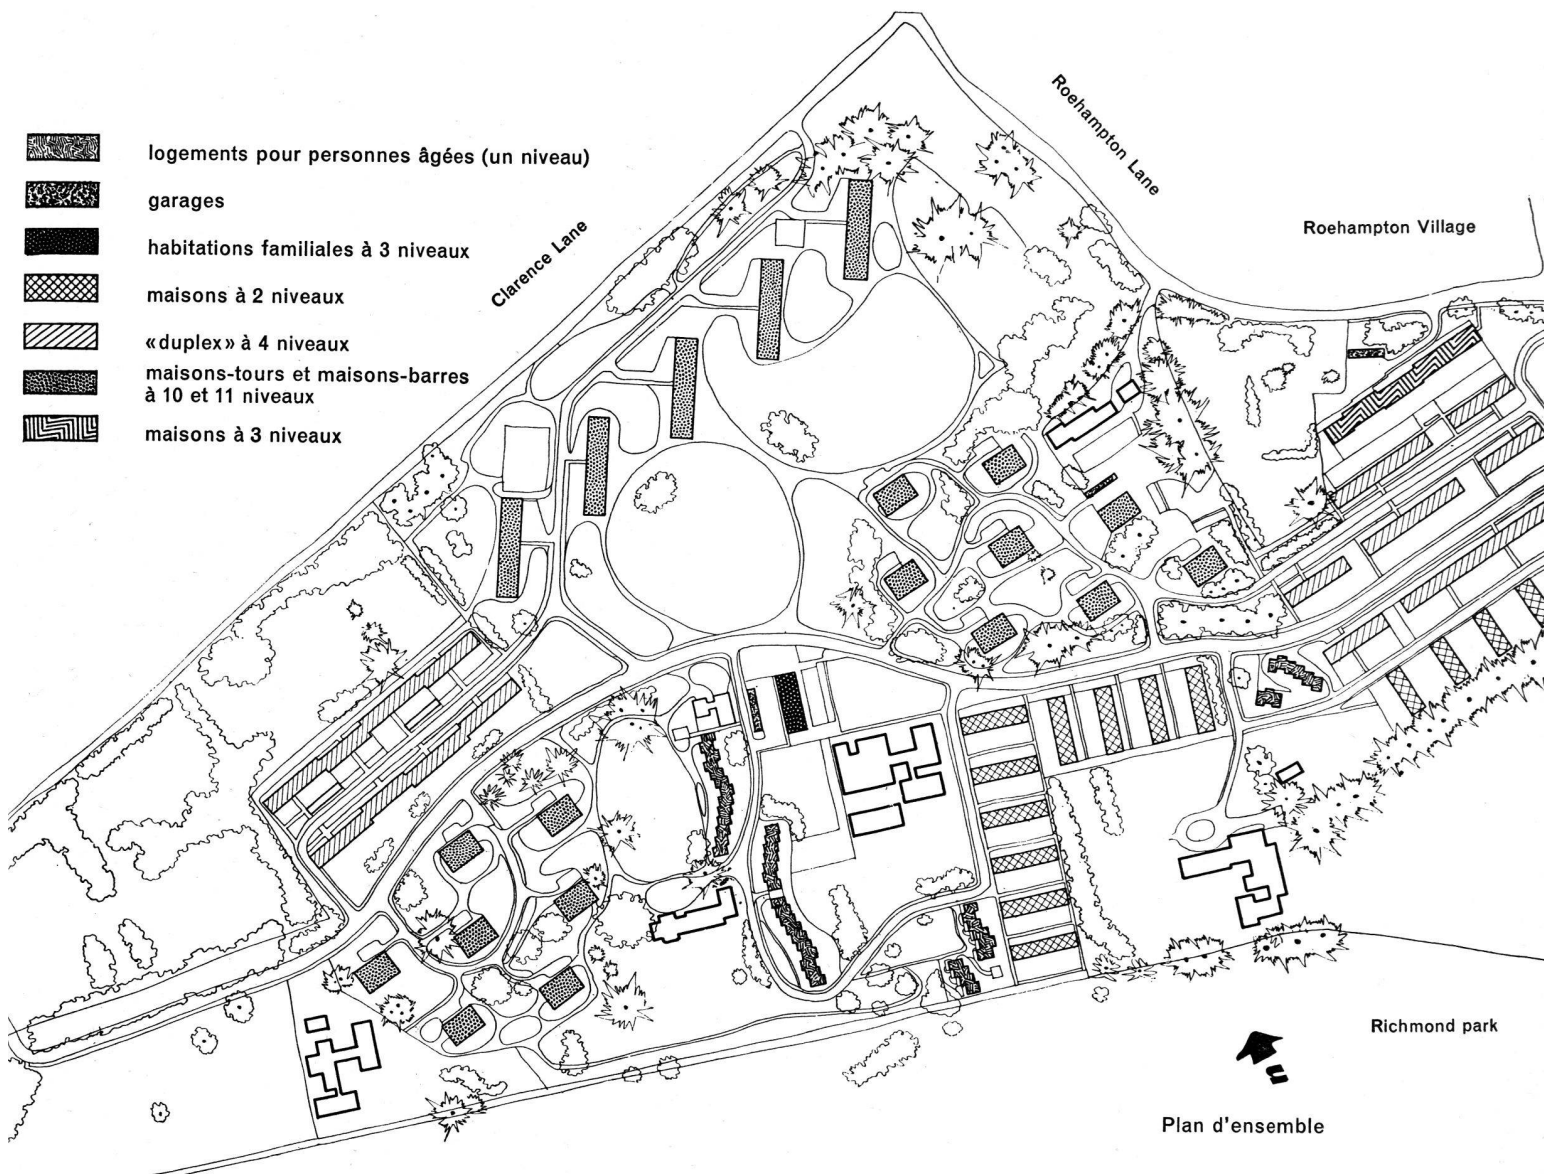 logements pour personnes âgées (un niveau)
garages
habitations familiales à 3 niveaux
maisons à 2 niveaux
«duplex» à 4 niveaux
maisons-tours et maisons-barres
à 10 et 11 niveaux
maisons à 3 niveaux
Clarence Lane
Roehampton Lane
Roehampton Village
Richmond park
n
Plan d'ensemble